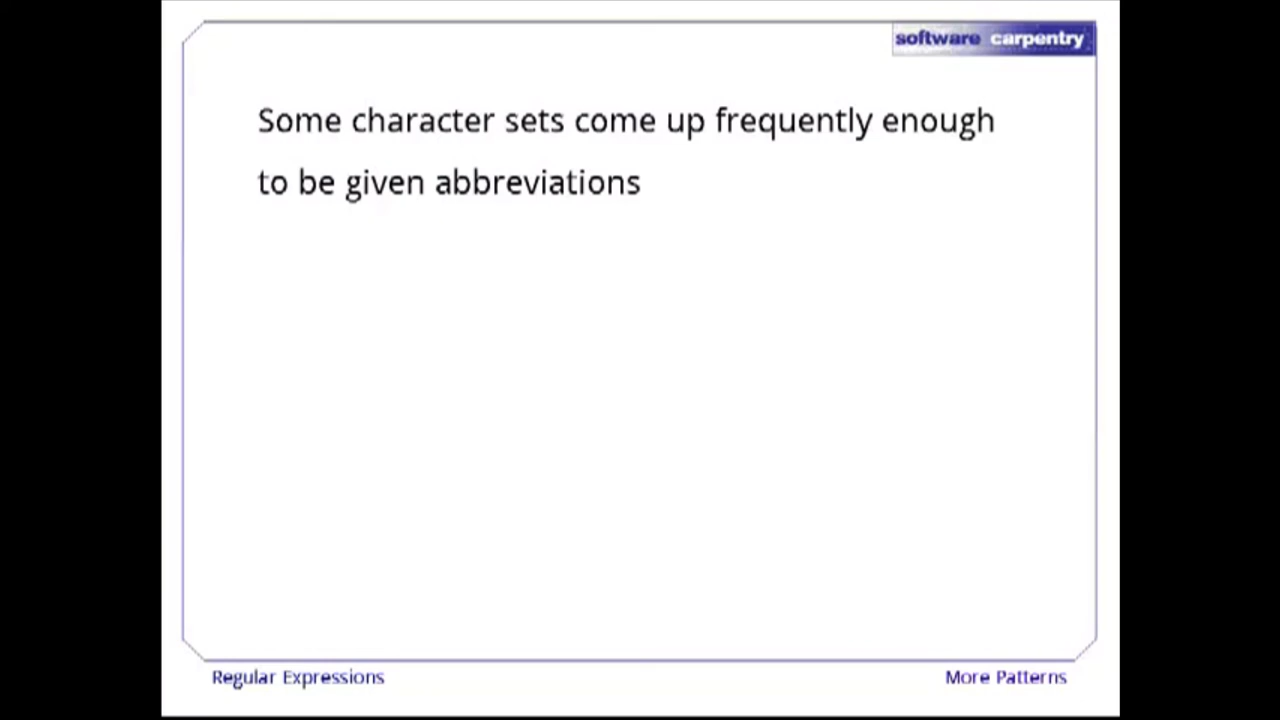 software carpentry
Some character sets come up frequently enough
to be given abbreviations
Regular Expressions
More Patterns